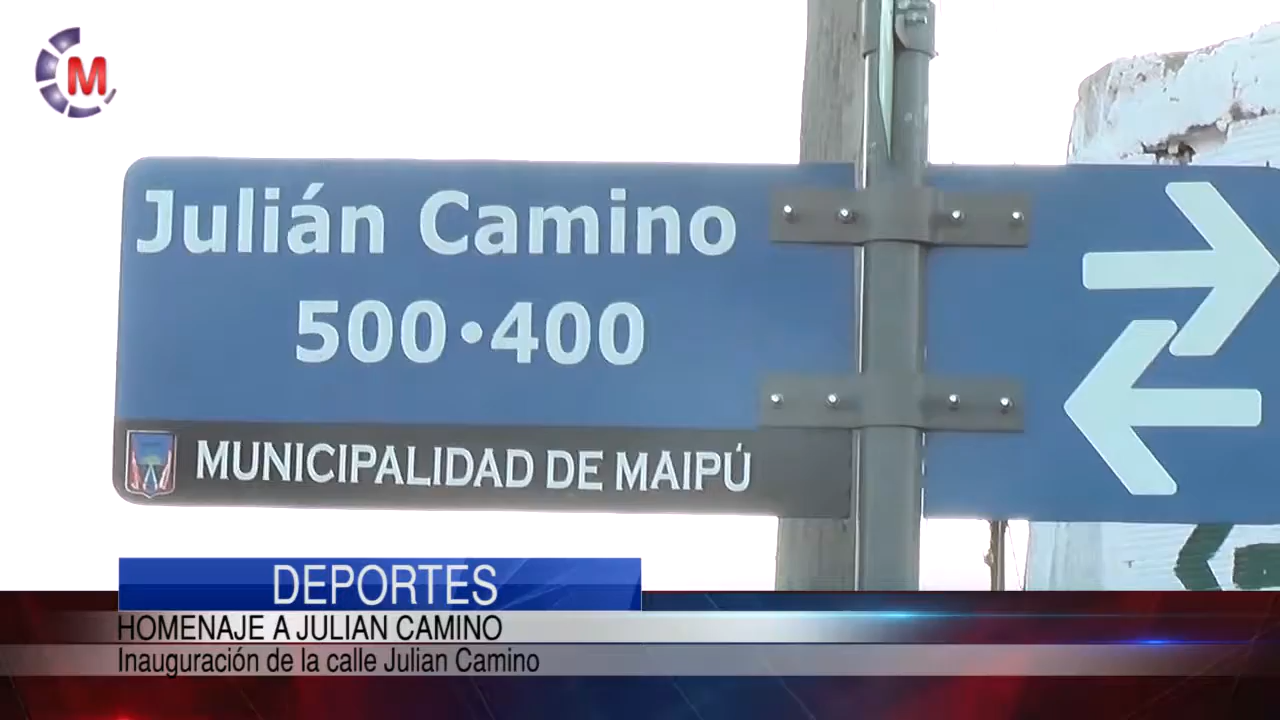 M
Julián Camino
500•400
MUNICIPALIDAD DE MAIPÚ
DEPORTES
HOMENAJE A JULIAN CAMINO
Inauguración de la calle Julian Camino